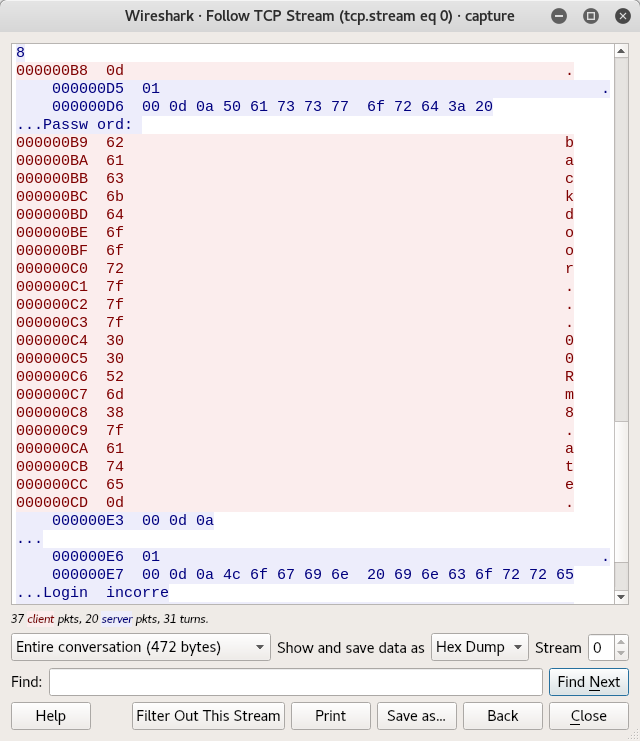 Wireshark · Follow TCP Stream (tcp.stream eq 0) · capture
8
000000B8 0d .
000000D5 01 .
000000D6 00 0d 0a 50 61 73 73 77 6f 72 64 3a 20
...Passw ord:
000000B9 62 b
000000BA 61 a
000000BB 63 c
000000BC 6b k
000000BD 64 d
000000BE 6f o
000000BF 6f o
000000C0 72 r
000000C1 7f .
000000C2 7f .
000000C3 7f .
000000C4 30 0
000000C5 30 0
000000C6 52 R
000000C7 6d m
000000C8 38 8
000000C9 7f .
000000CA 61 a
000000CB 74 t
000000CC 65 e
000000CD 0d .
000000E3 00 0d 0a
...
000000E6 01 .
000000E7 00 0d 0a 4c 6f 67 69 6e 20 69 6e 63 6f 72 72 65
...Login incorre
37 client pkts, 20 server pkts, 31 turns.
Entire conversation (472 bytes) Show and save data as Hex Dump Stream 0
Find: Find Next
Help Filter Out This Stream Print Save as... Back Close